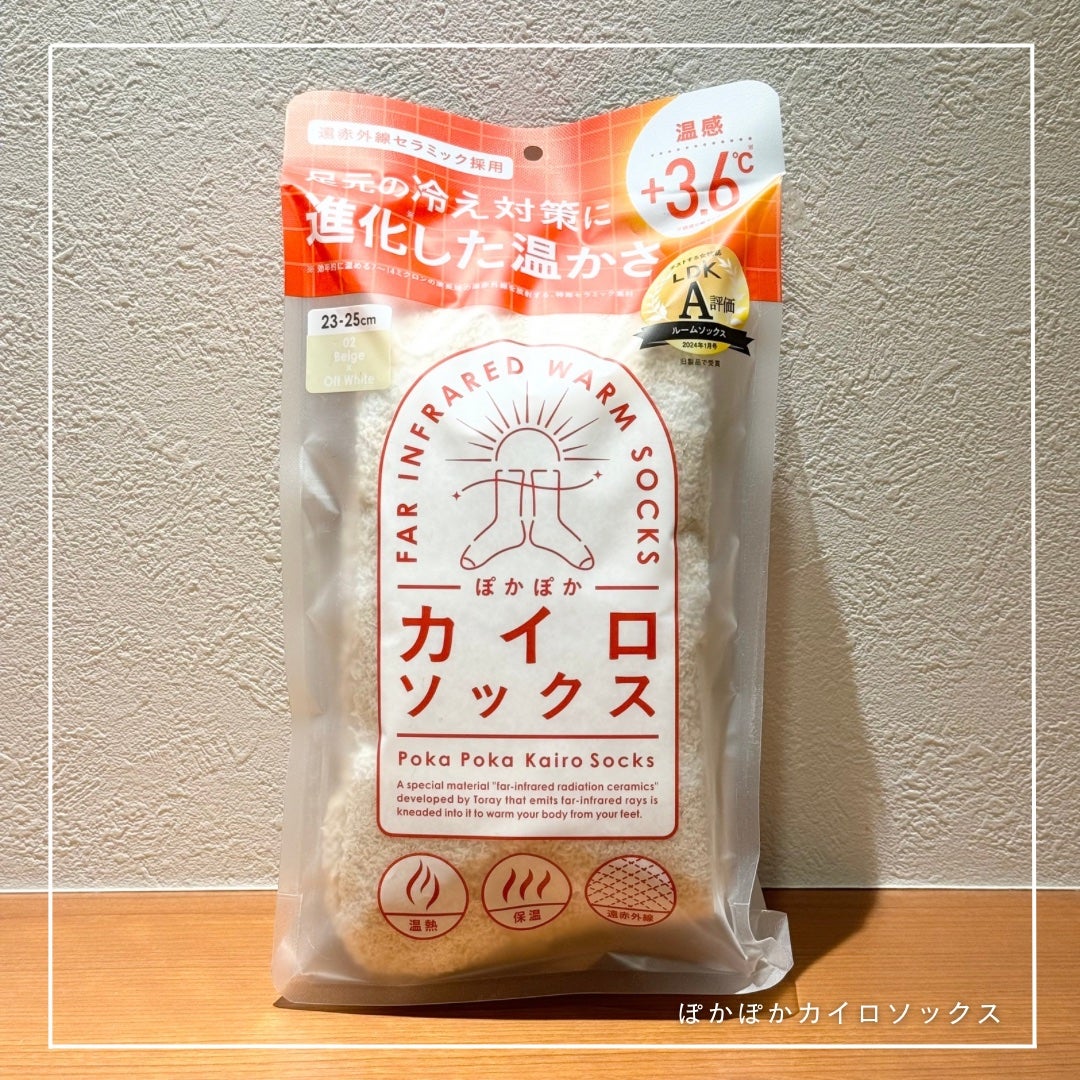 遠赤外線セラミック採用
足元の冷え対策に
進化した温かさ
温感
+3.6℃
LDK
A評価
ルームソックス
2024年1月号
旧製品で受賞
23-25cm
02
Beige
×
Off White
FAR INFRARED WARM SOCKS
ぽかぽか
カイロ
ソックス
Poka Poka Kairo Socks
A special material "far-infrared radiation ceramics"
developed by Toray that emits far-infrared rays is
kneaded into it to warm your body from your feet.
温熱
保温
遠赤外線
ぽかぽかカイロソックス